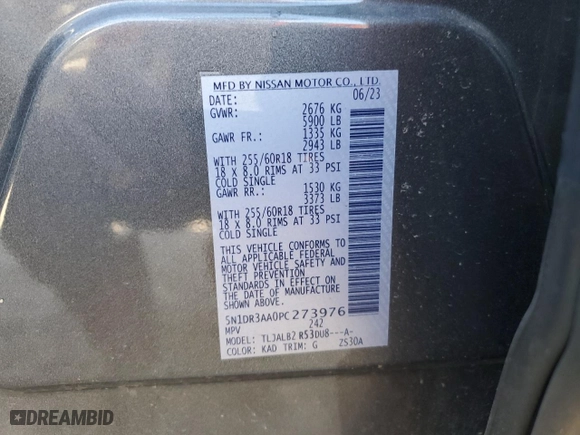 MFD BY NISSAN MOTOR CO., LTD.
DATE: 06/23
GVWR: 2676 KG
5900 LB
GAWR FR.: 1335 KG
2943 LB
WITH 255/60R18 TIRES
18 X 8.0 RIMS AT 33 PSI
COLD SINGLE
GAWR RR.: 1530 KG
3373 LB
WITH 255/60R18 TIRES
18 X 8.0 RIMS AT 33 PSI
COLD SINGLE
THIS VEHICLE CONFORMS TO
ALL APPLICABLE FEDERAL
MOTOR VEHICLE SAFETY AND
THEFT PREVENTION
STANDARDS IN EFFECT ON
THE DATE OF MANUFACTURE
SHOWN ABOVE.
5N1DR3AA0PC273976
MPV 242
MODEL: TLJALB2 R53DU8---A-
COLOR: KAD TRIM: G 2S30A
DREAMBID